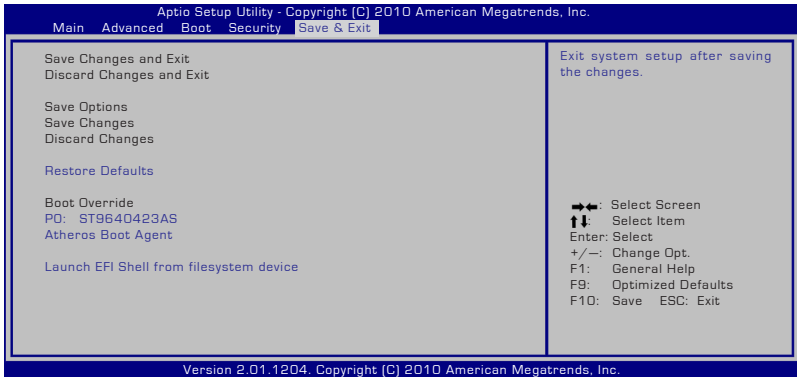 Aptio Setup Utility - Copyright (C) 2010 American Megatrends, Inc.
Main Advanced Boot Security Save & Exit
Save Changes and Exit
Discard Changes and Exit
Save Options
Save Changes
Discard Changes
Restore Defaults
Boot Override
P0: ST9640423AS
Atheros Boot Agent
Launch EFI Shell from filesystem device
Exit system setup after saving
the changes.
→←: Select Screen
↑↓: Select Item
Enter: Select
+/—: Change Opt.
F1: General Help
F9: Optimized Defaults
F10: Save ESC: Exit
Version 2.01.1204. Copyright (C) 2010 American Megatrends, Inc.